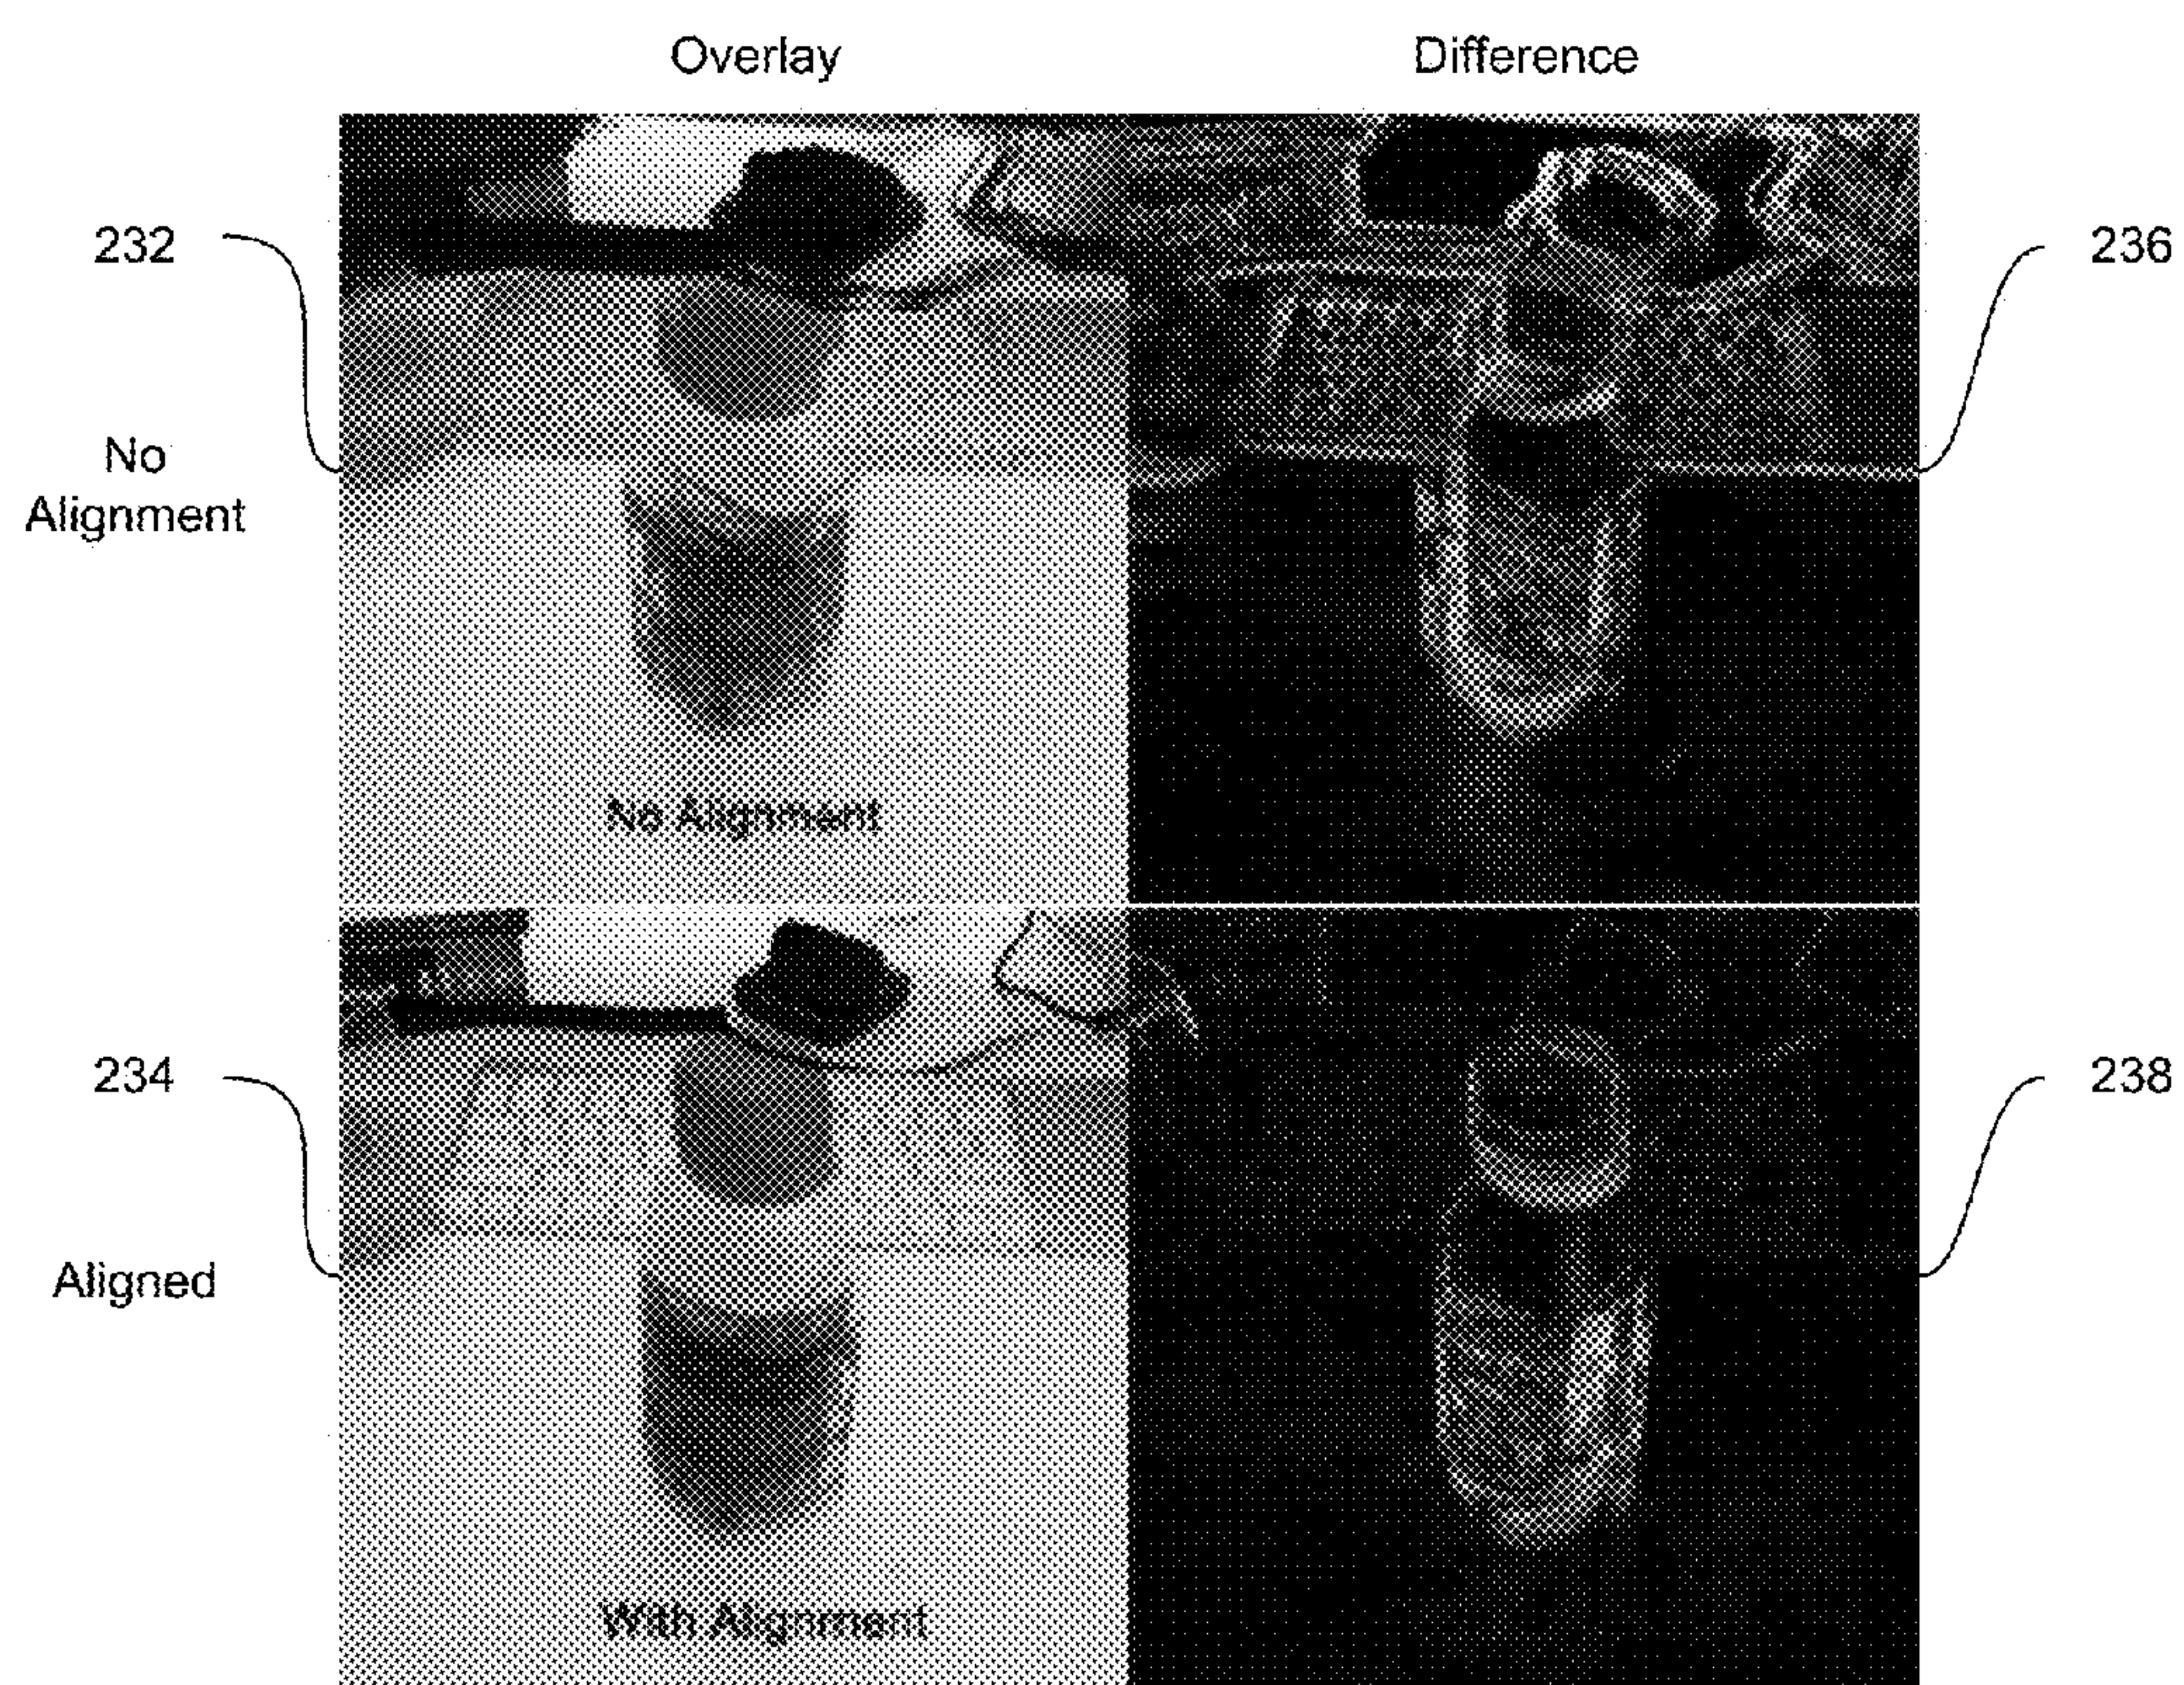 Overlay Difference
232
236
No
Alignment
No Alignment
234
238
Aligned
With Alignment